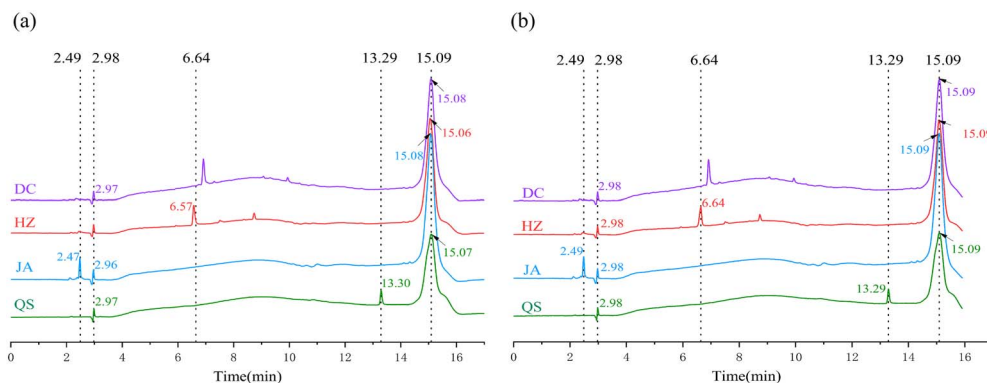 (a)
2.49 2.98 6.64 13.29 15.09
15.08
15.06
15.08
DC 2.97
HZ 6.57
2.47
JA 2.96
15.07
13.30
QS 2.97
0 2 4 6 8 10 12 14 16
Time(min)
(b)
2.49 2.98 6.64 13.29 15.09
15.09
15.09
15.09
DC 2.98
6.64
HZ 2.98
2.49
JA 2.98
15.09
13.29
QS 2.98
0 2 4 6 8 10 12 14 16
Time(min)